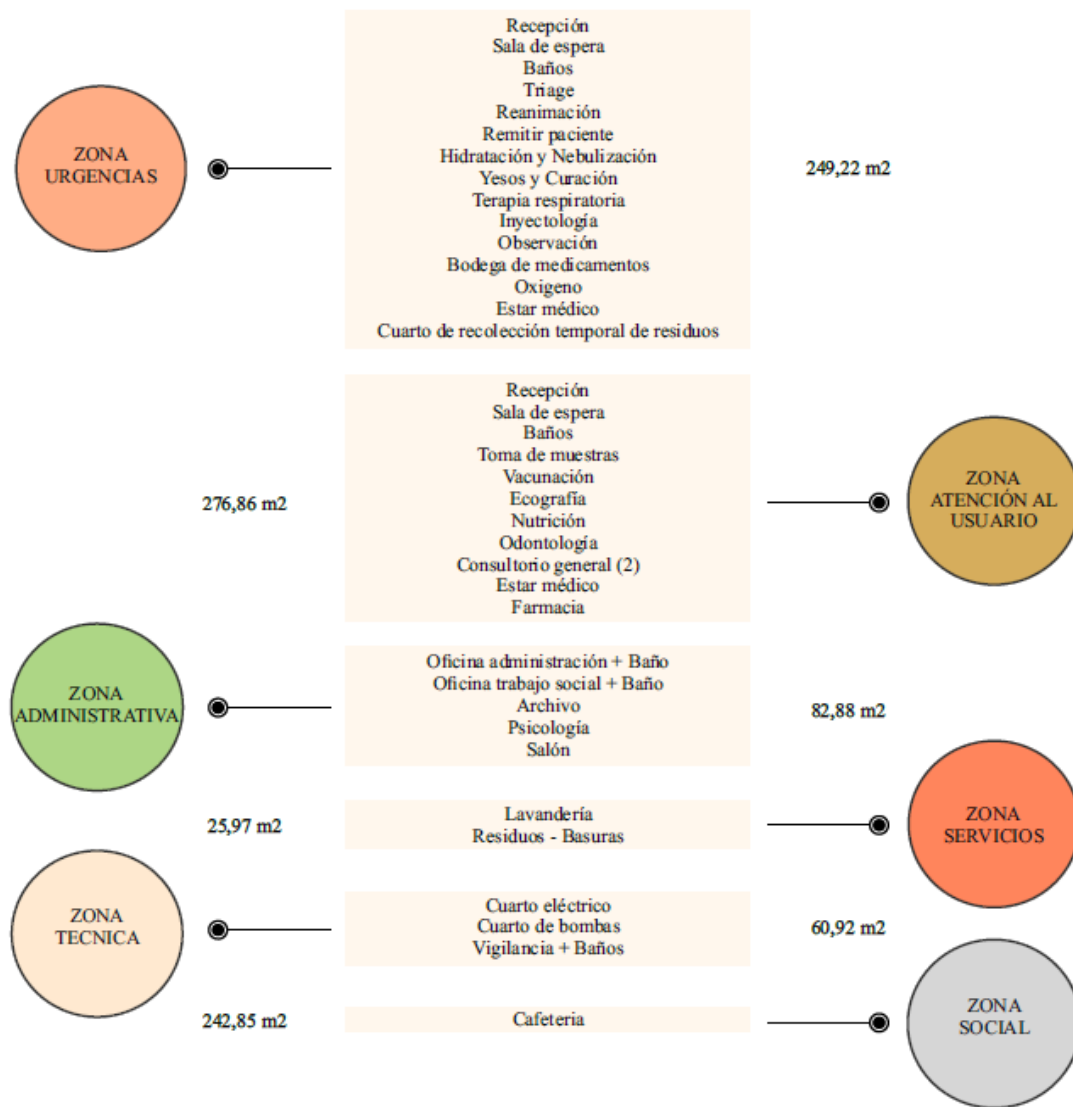 ZONA
URGENCIAS
Recepción
Sala de espera
Baños
Triage
Reanimación
Remitir paciente
Hidratación y Nebulización
Yesos y Curación
Terapia respiratoria
Inyectología
Observación
Bodega de medicamentos
Oxigeno
Estar médico
Cuarto de recolección temporal de residuos
249,22 m2
276,86 m2
Recepción
Sala de espera
Baños
Toma de muestras
Vacunación
Ecografía
Nutrición
Odontología
Consultorio general (2)
Estar médico
Farmacia
ZONA
ATENCIÓN AL
USUARIO
ZONA
ADMINISTRATIVA
Oficina administración + Baño
Oficina trabajo social + Baño
Archivo
Psicología
Salón
82,88 m2
25,97 m2
Lavandería
Residuos - Basuras
ZONA
SERVICIOS
ZONA
TECNICA
Cuarto eléctrico
Cuarto de bombas
Vigilancia + Baños
60,92 m2
242,85 m2
Cafeteria
ZONA
SOCIAL